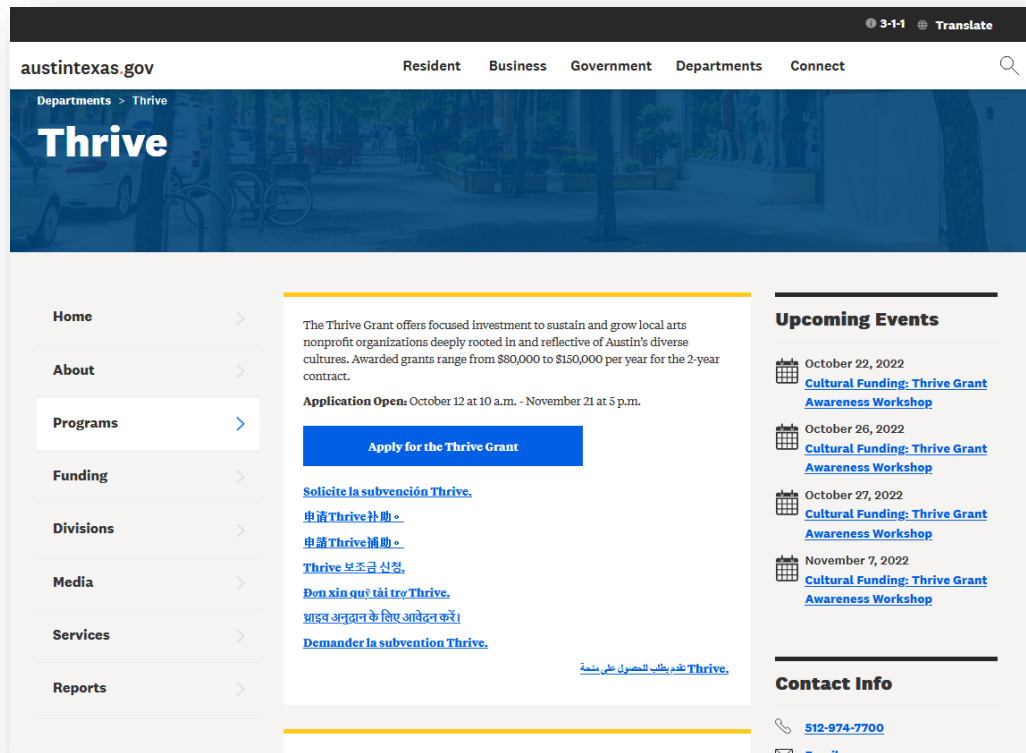 3-1-1 Translate
austintexas.gov
Resident Business Government Departments Connect
Departments > Thrive
Thrive
Home
About
Programs
Funding
Divisions
Media
Services
Reports
The Thrive Grant offers focused investment to sustain and grow local arts
nonprofit organizations deeply rooted in and reflective of Austin's diverse
cultures. Awarded grants range from $80,000 to $150,000 per year for the 2-year
contract.
Application Open: October 12 at 10 a.m. - November 21 at 5 p.m.
Apply for the Thrive Grant
Solicite la subvención Thrive.
申请Thrive补助。
申請Thrive補助。
Thrive 보조금 신청.
Đơn xin quỹ tài trợ Thrive.
थ्राइव अनुदान के लिए आवेदन करें।
Demander la subvention Thrive.
تقدم بطلب للحصول على منحة Thrive.
Upcoming Events
October 22, 2022
Cultural Funding: Thrive Grant
Awareness Workshop
October 26, 2022
Cultural Funding: Thrive Grant
Awareness Workshop
October 27, 2022
Cultural Funding: Thrive Grant
Awareness Workshop
November 7, 2022
Cultural Funding: Thrive Grant
Awareness Workshop
Contact Info
512-974-7700